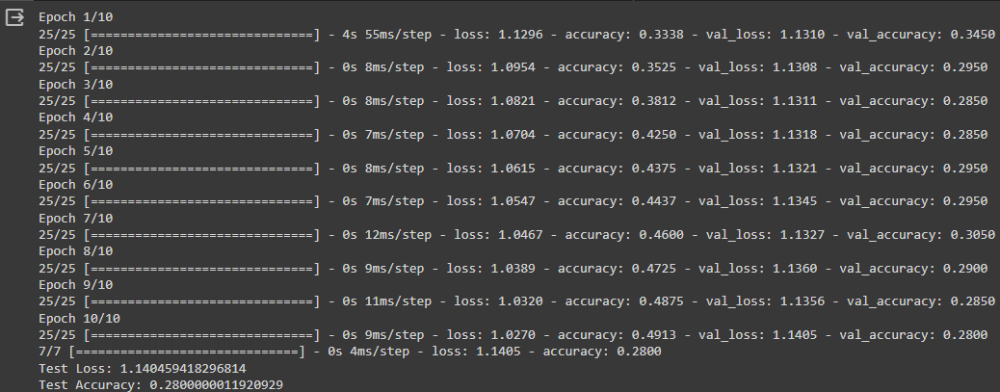 Epoch 1/10
25/25 [==============================] - 4s 55ms/step - loss: 1.1296 - accuracy: 0.3338 - val_loss: 1.1310 - val_accuracy: 0.3450
Epoch 2/10
25/25 [==============================] - 0s 8ms/step - loss: 1.0954 - accuracy: 0.3525 - val_loss: 1.1308 - val_accuracy: 0.2950
Epoch 3/10
25/25 [==============================] - 0s 8ms/step - loss: 1.0821 - accuracy: 0.3812 - val_loss: 1.1311 - val_accuracy: 0.2850
Epoch 4/10
25/25 [==============================] - 0s 7ms/step - loss: 1.0704 - accuracy: 0.4250 - val_loss: 1.1318 - val_accuracy: 0.2850
Epoch 5/10
25/25 [==============================] - 0s 8ms/step - loss: 1.0615 - accuracy: 0.4375 - val_loss: 1.1321 - val_accuracy: 0.2950
Epoch 6/10
25/25 [==============================] - 0s 7ms/step - loss: 1.0547 - accuracy: 0.4437 - val_loss: 1.1345 - val_accuracy: 0.2950
Epoch 7/10
25/25 [==============================] - 0s 12ms/step - loss: 1.0467 - accuracy: 0.4600 - val_loss: 1.1327 - val_accuracy: 0.3050
Epoch 8/10
25/25 [==============================] - 0s 9ms/step - loss: 1.0389 - accuracy: 0.4725 - val_loss: 1.1360 - val_accuracy: 0.2900
Epoch 9/10
25/25 [==============================] - 0s 11ms/step - loss: 1.0320 - accuracy: 0.4875 - val_loss: 1.1356 - val_accuracy: 0.2850
Epoch 10/10
25/25 [==============================] - 0s 9ms/step - loss: 1.0270 - accuracy: 0.4913 - val_loss: 1.1405 - val_accuracy: 0.2800
7/7 [==============================] - 0s 4ms/step - loss: 1.1405 - accuracy: 0.2800
Test Loss: 1.140459418296814
Test Accuracy: 0.2800000011920929